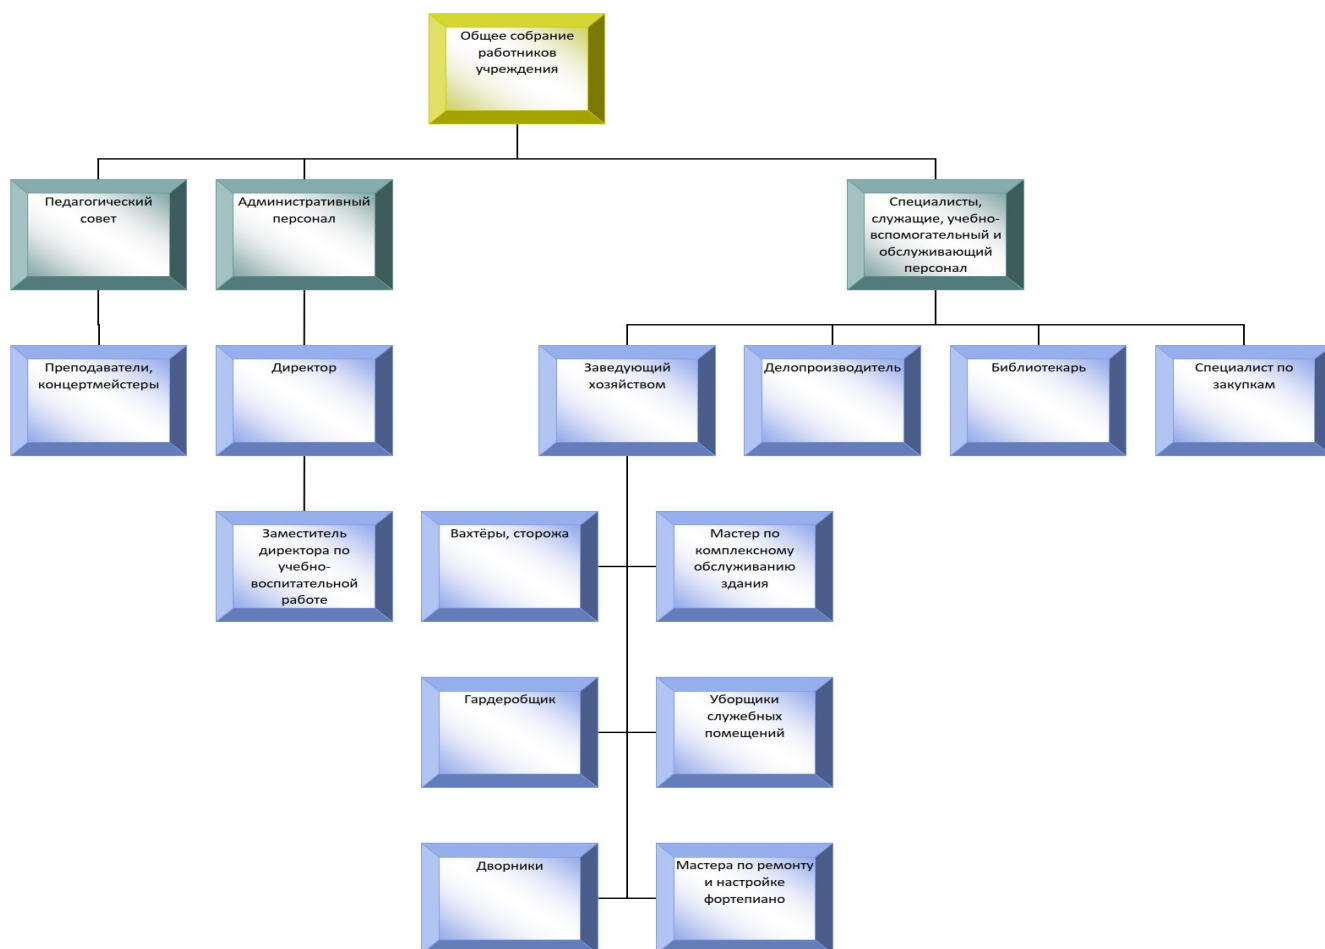 Общее собрание
работников
учреждения
Педагогический
совет
Административный
персонал
Специалисты,
служащие, учебно-
вспомогательный и
обслуживающий
персонал
Преподаватели,
концертмейстеры
Директор
Заведующий
хозяйством
Делопроизводитель
Библиотекарь
Специалист по
закупкам
Заместитель
директора по
учебно-
воспитательной
работе
Вахтёры, сторожа
Мастер по
комплексному
обслуживанию
здания
Гардеробщик
Уборщики
служебных
помещений
Дворники
Мастера по ремонту
и настройке
фортепиано